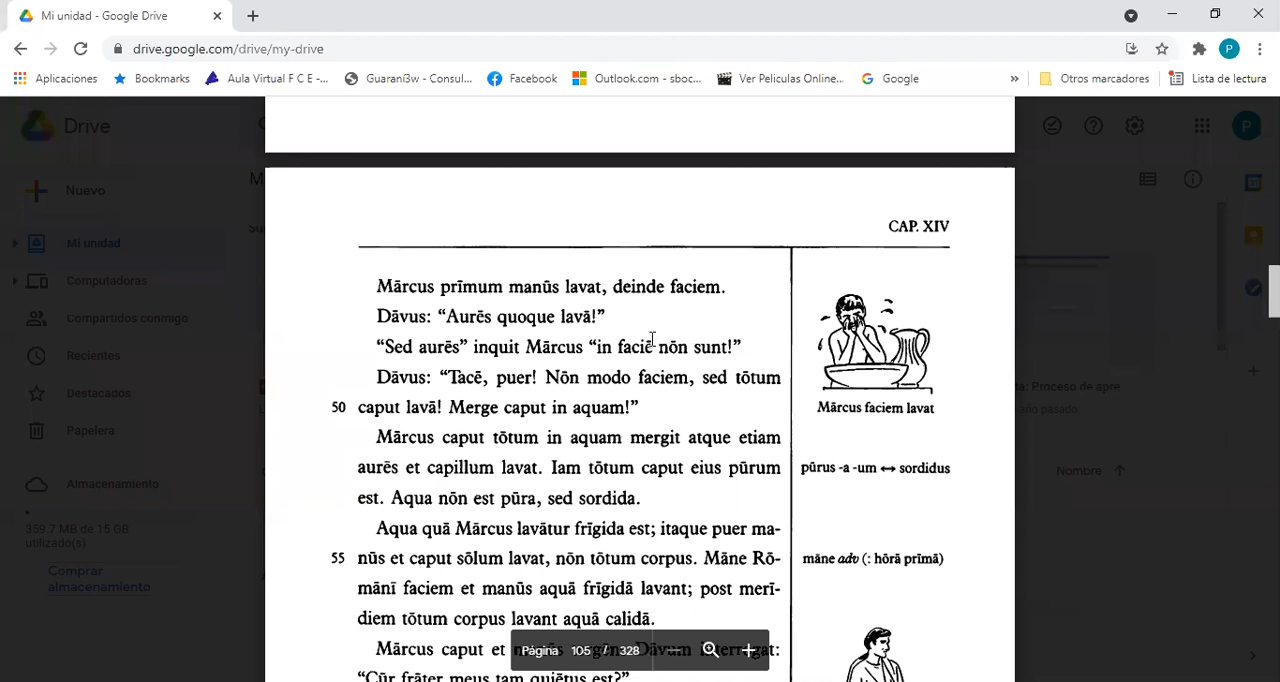 Mi unidad - Google Drive
drive.google.com/drive/my-drive
Aplicaciones Bookmarks Aula Virtual F C E -... Guarani3w - Consul... Facebook Outlook.com - sboc... Ver Peliculas Online... Google » Otros marcadores Lista de lectura
Drive
P
Nuevo
Mi unidad
Computadoras
Compartidos conmigo
Recientes
Destacados
Papelera
Almacenamiento
359.7 MB de 15 GB
utilizado(s)
Comprar
almacenamiento
CAP. XIV
Mārcus prīmum manūs lavat, deinde faciem.
Dāvus: “Aurēs quoque lavā!”
“Sed aurēs” inquit Mārcus “in faciē nōn sunt!”
Dāvus: “Tacē, puer! Nōn modo faciem, sed tōtum
50 caput lavā! Merge caput in aquam!”
Mārcus caput tōtum in aquam mergit atque etiam
aurēs et capillum lavat. Iam tōtum caput eius pūrum
est. Aqua nōn est pūra, sed sordida.
Aqua quā Mārcus lavātur frīgida est; itaque puer ma-
55 nūs et caput sōlum lavat, nōn tōtum corpus. Māne Rō-
mānī faciem et manūs aquā frīgidā lavant; post merī-
diem tōtum corpus lavant aquā calidā.
Mārcus caput et
“Cūr frāter meus tam quiētus est?”
Mārcus faciem lavat
pūrus -a -um ↔ sordidus
māne adv (: hōrā prīmā)
Página 105 / 328
ta: Proceso de apre
año pasado
Nombre